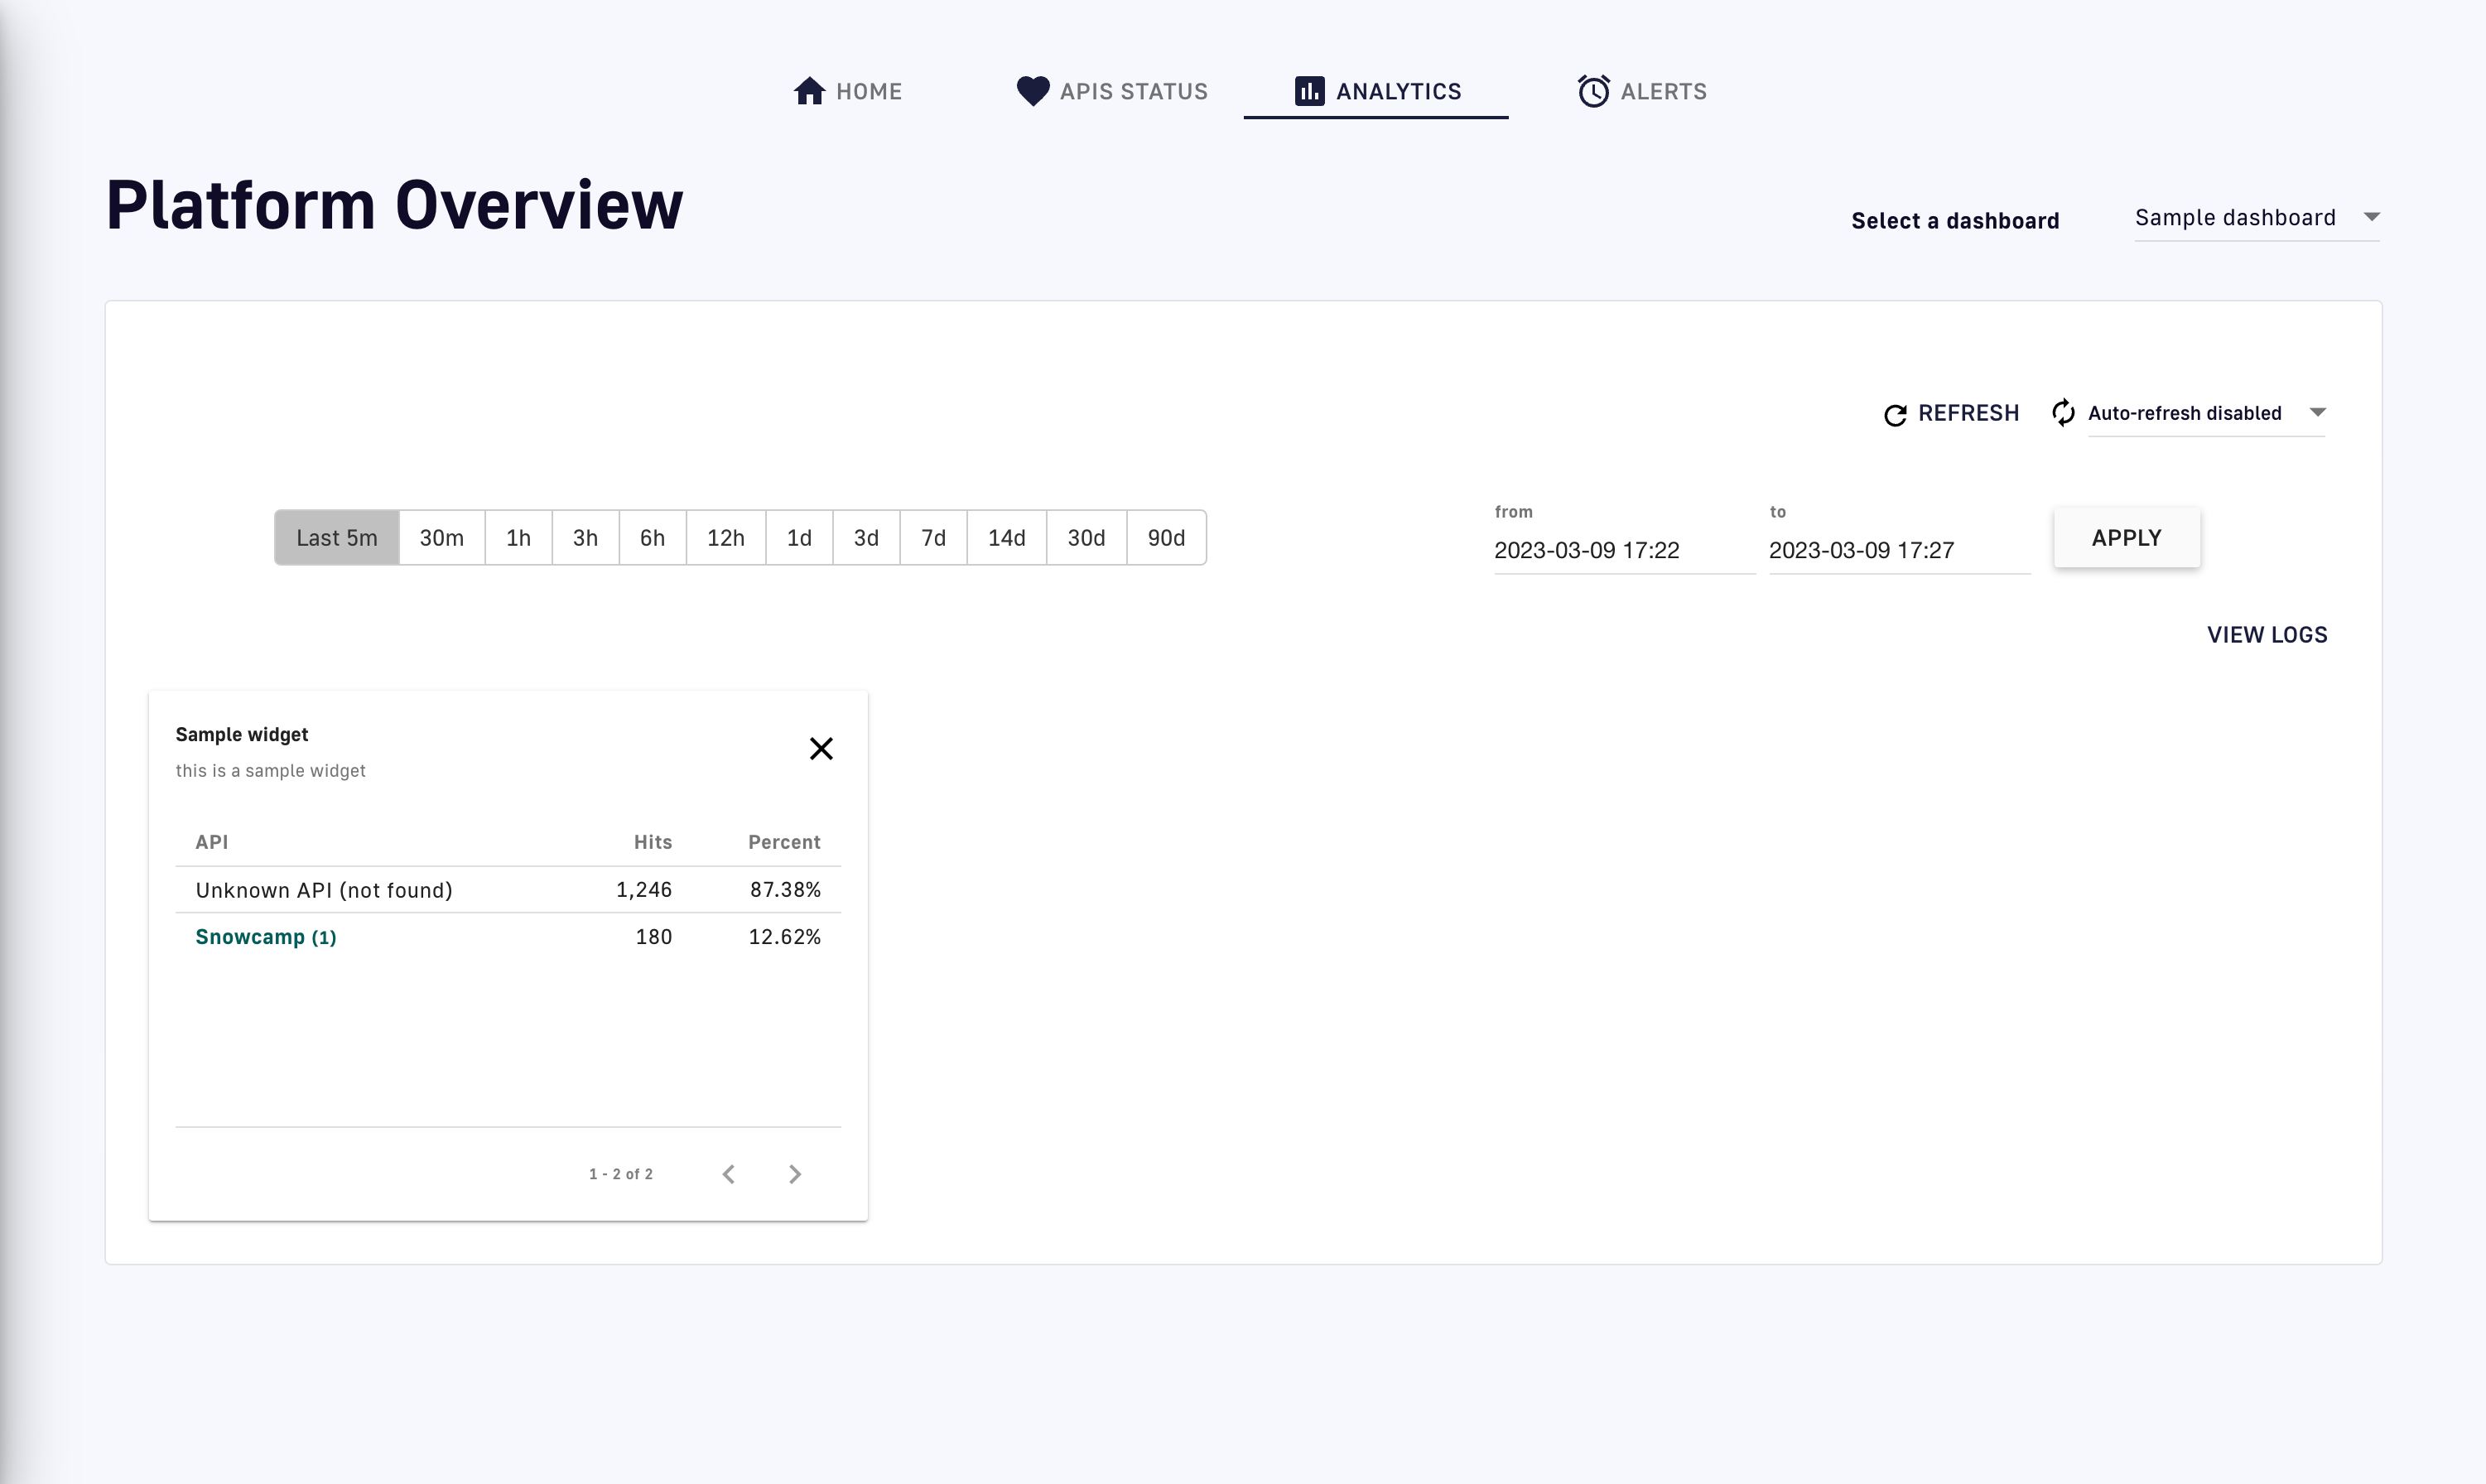 HOME APIS STATUS ANALYTICS ALERTS
Platform Overview
Select a dashboard Sample dashboard
REFRESH Auto-refresh disabled
Last 5m 30m 1h 3h 6h 12h 1d 3d 7d 14d 30d 90d
from to
2023-03-09 17:22 2023-03-09 17:27 APPLY
VIEW LOGS
Sample widget
this is a sample widget
API Hits Percent
Unknown API (not found) 1,246 87.38%
Snowcamp (1) 180 12.62%
1 - 2 of 2